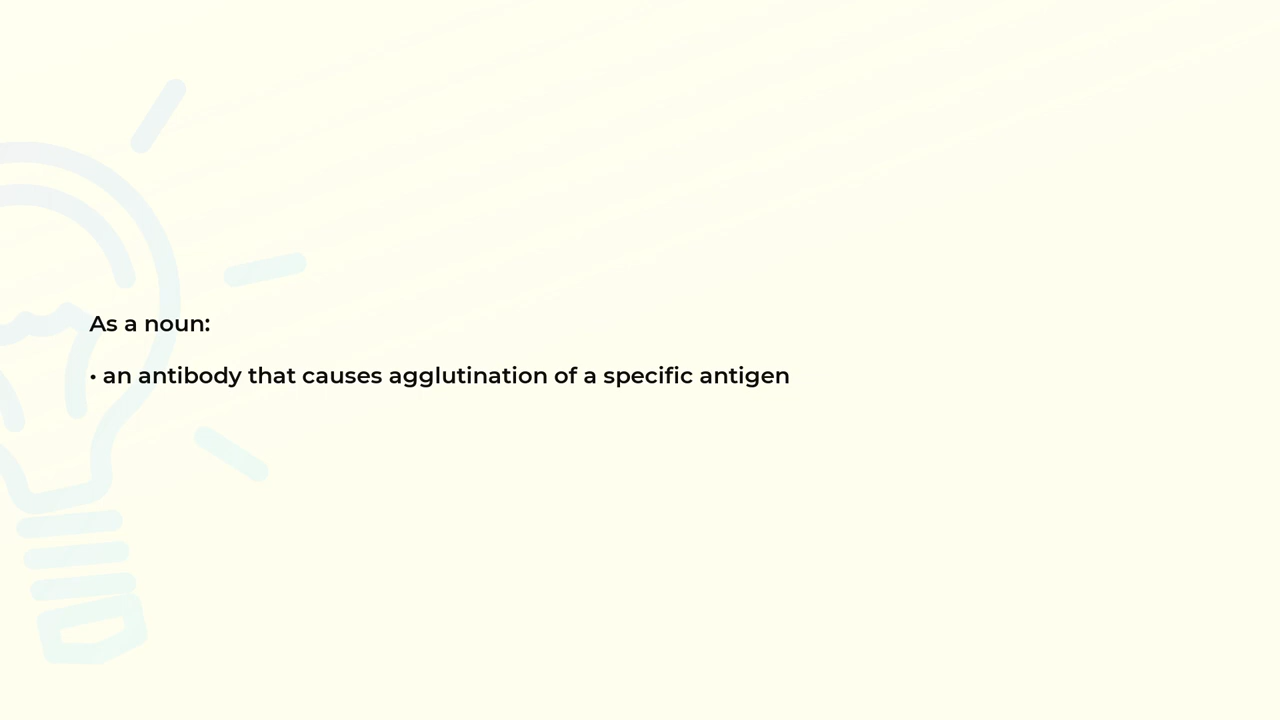 As a noun:
• an antibody that causes agglutination of a specific antigen